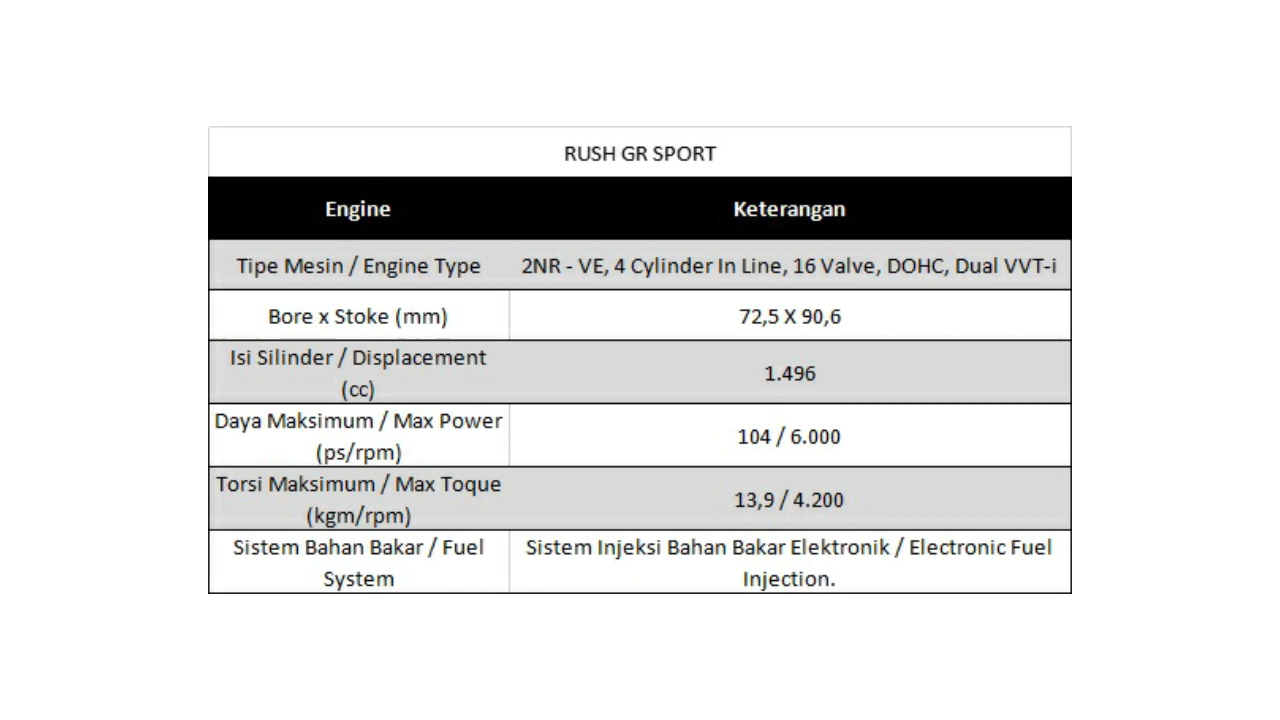 RUSH GR SPORT
Engine Keterangan
Tipe Mesin / Engine Type 2NR - VE, 4 Cylinder In Line, 16 Valve, DOHC, Dual VVT-i
Bore x Stoke (mm) 72,5 X 90,6
Isi Silinder / Displacement
(cc) 1.496
Daya Maksimum / Max Power
(ps/rpm) 104 / 6.000
Torsi Maksimum / Max Toque
(kgm/rpm) 13,9 / 4.200
Sistem Bahan Bakar / Fuel
System
Sistem Injeksi Bahan Bakar Elektronik / Electronic Fuel
Injection.